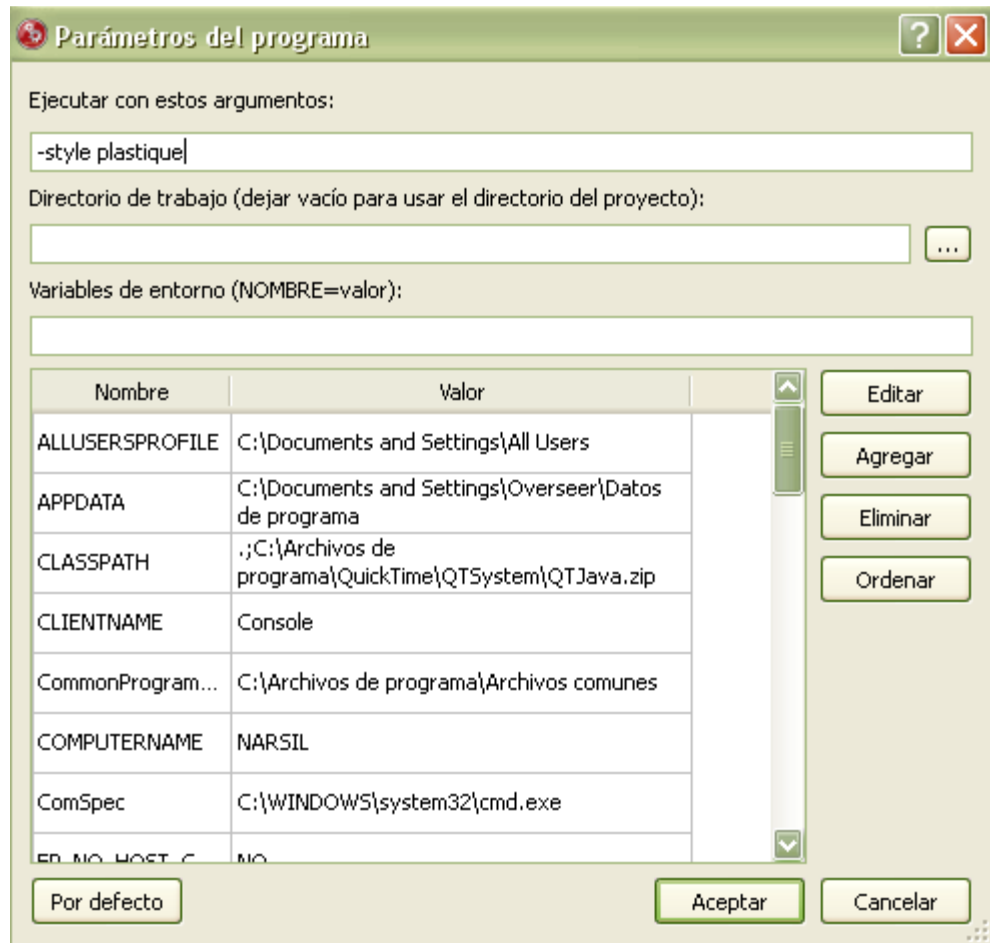 Parámetros del programa
Ejecutar con estos argumentos:
-style plastique
Directorio de trabajo (dejar vacío para usar el directorio del proyecto):
...
Variables de entorno (NOMBRE=valor):
Nombre Valor
Editar
ALLUSERSPROFILE C:\Documents and Settings\All Users
Agregar
APPDATA C:\Documents and Settings\Overseer\Datos
de programa
Eliminar
CLASSPATH .;C:\Archivos de
programa\QuickTime\QTSystem\QTJava.zip
Ordenar
CLIENTNAME Console
CommonProgram... C:\Archivos de programa\Archivos comunes
COMPUTERNAME NARSIL
ComSpec C:\WINDOWS\system32\cmd.exe
NO HOST NO
Por defecto Aceptar Cancelar